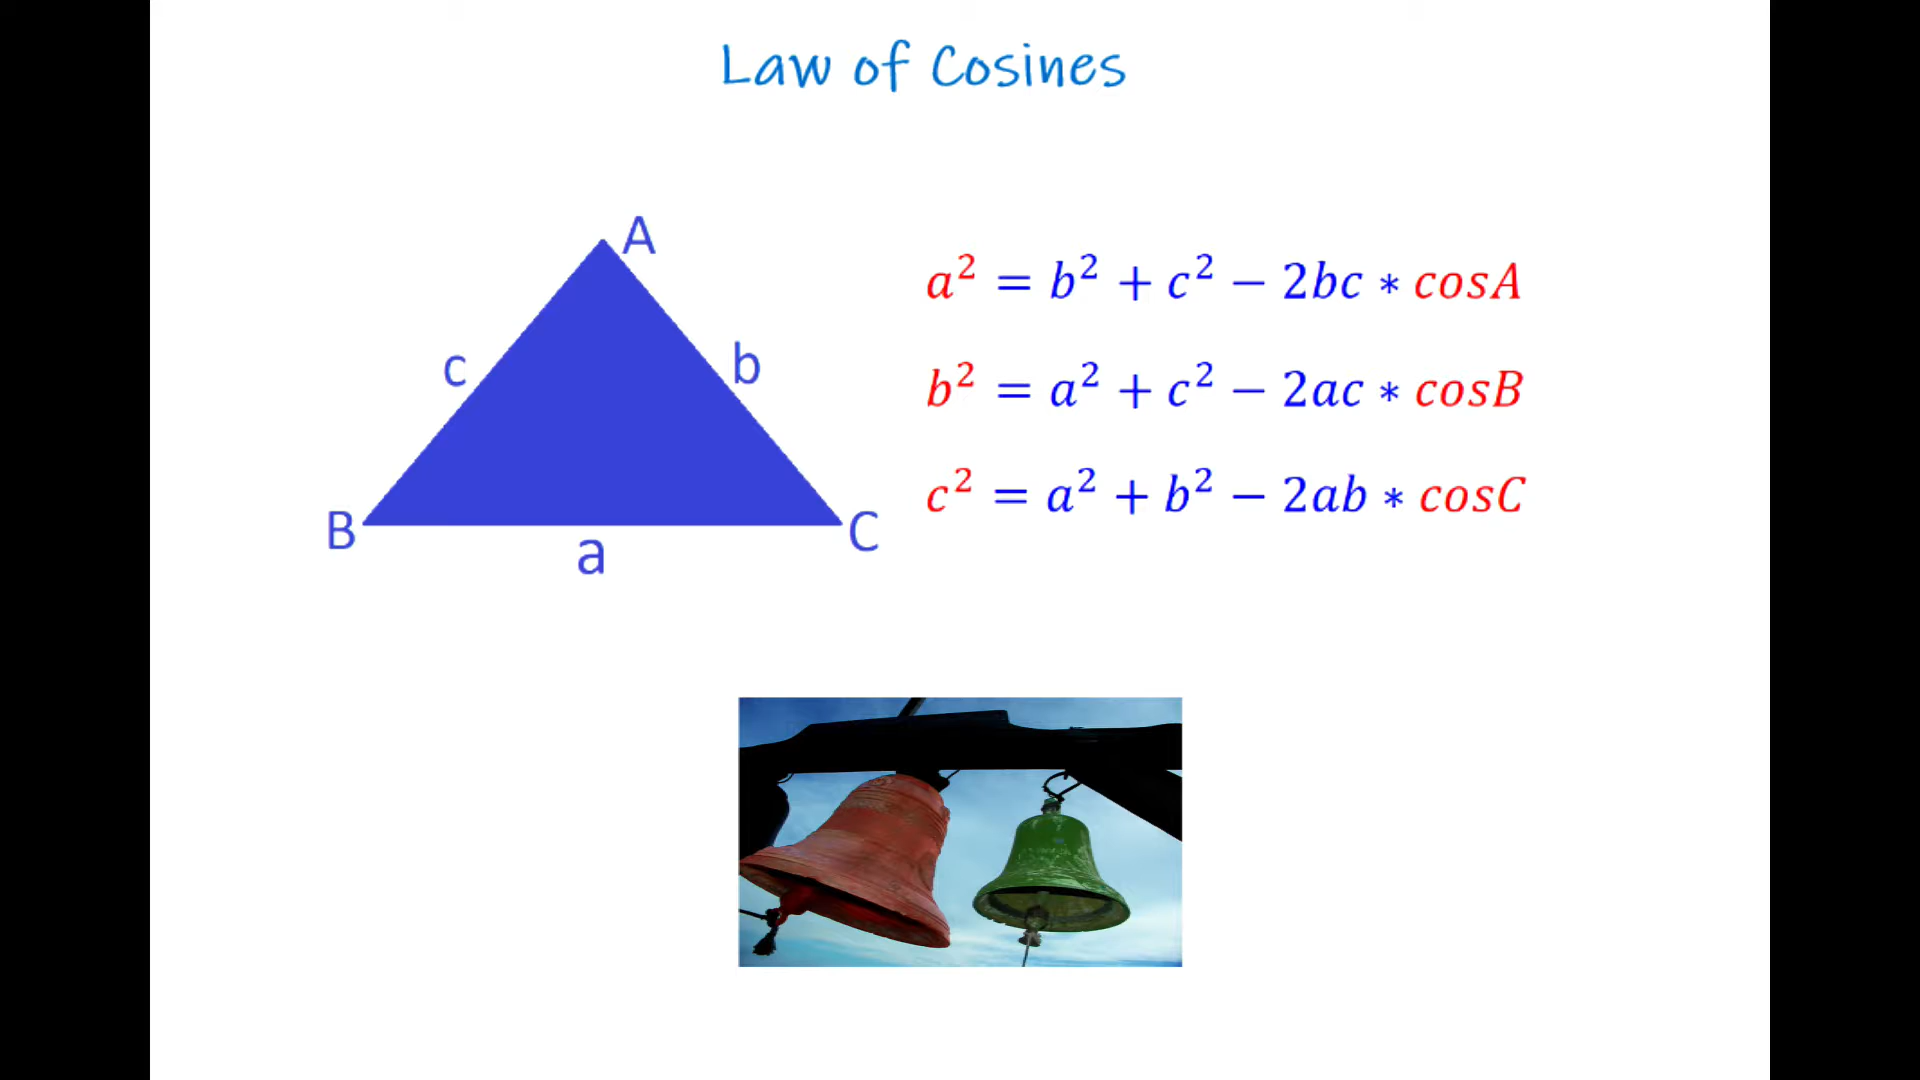 Law of Cosines
A
c
b
B
C
a
a² = b² + c² − 2bc ∗ cosA
b² = a² + c² − 2ac ∗ cosB
c² = a² + b² − 2ab ∗ cosC